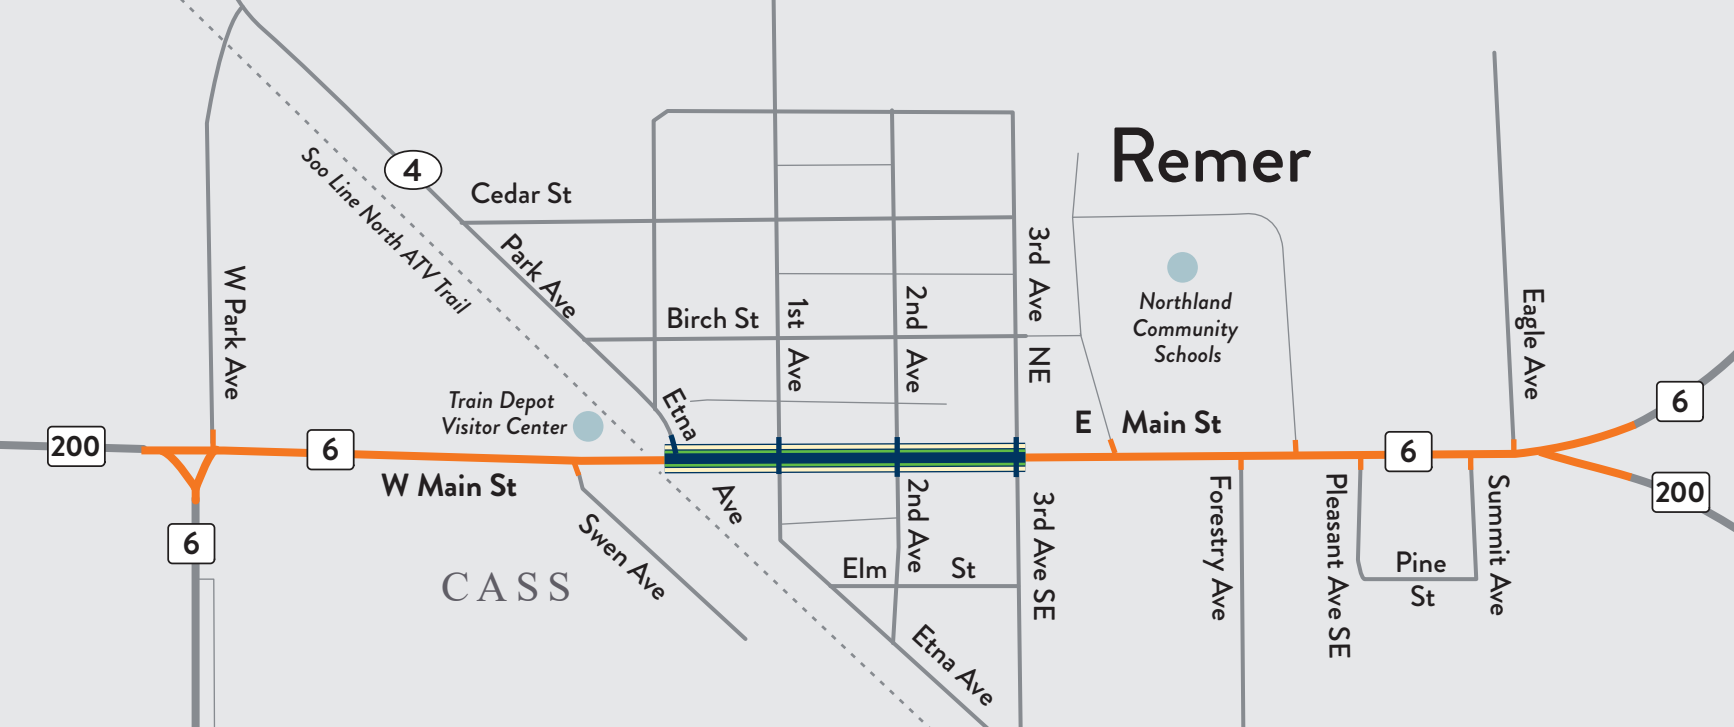 Remer
4
Soo Line North ATV Trail
Cedar St
Park Ave
W Park Ave
Birch St
1st
Ave
2nd
Ave
3rd Ave
NE
Northland
Community
Schools
Eagle Ave
Train Depot
Visitor Center
Etna
Ave
E Main St
200
6
W Main St
6
6
200
6
Swen Ave
CASS
2nd Ave
Elm St
3rd Ave SE
Etna Ave
Forestry Ave
Pleasant Ave SE
Pine
St
Summit Ave